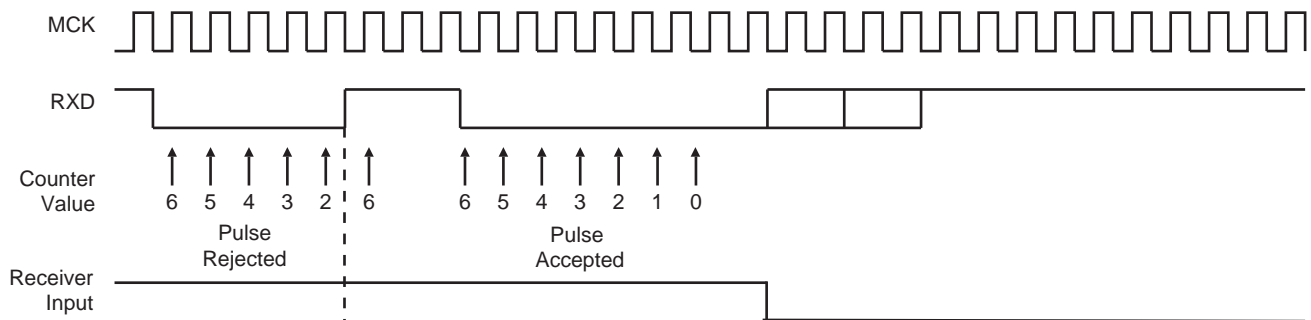 MCK
RXD
Counter
Value
6 5 4 3 2 6 6 5 4 3 2 1 0
Pulse
Rejected
Pulse
Accepted
Receiver
Input